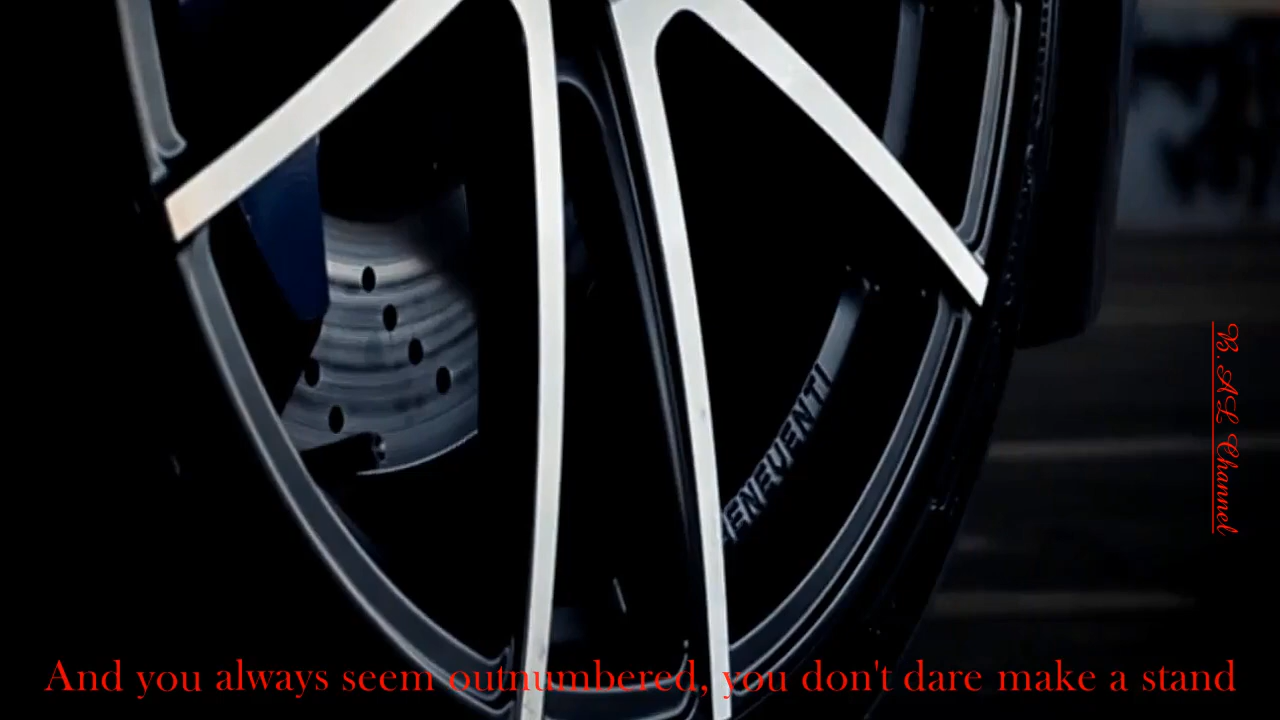 B.AL Channel
ENEVENTI
And you always seem outnumbered, you don't dare make a stand